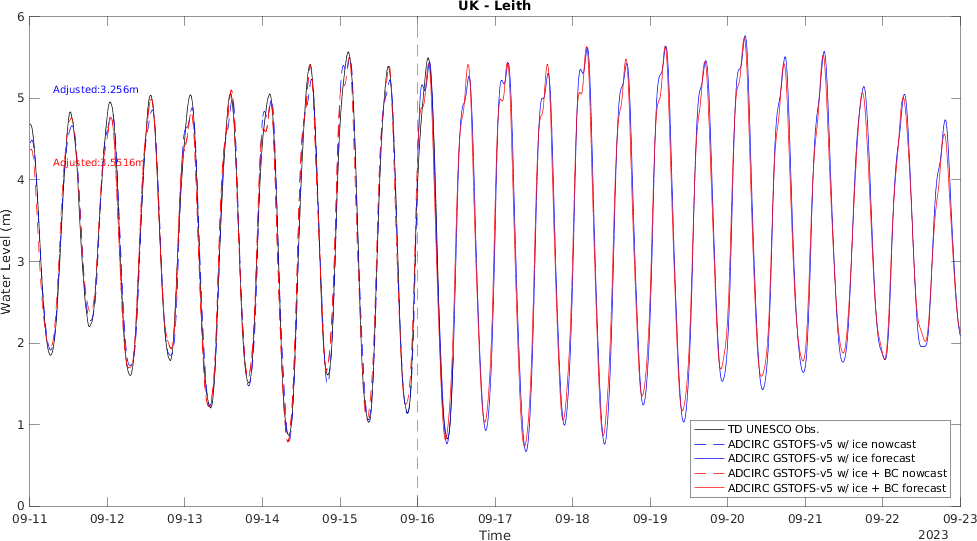 UK - Leith
6
5
4
3
2
1
0
Water Level (m)
Adjusted:3.256m
Adjusted:3.5516m
TD UNESCO Obs.
ADCIRC GSTOFS-v5 w/ ice nowcast
ADCIRC GSTOFS-v5 w/ ice forecast
ADCIRC GSTOFS-v5 w/ ice + BC nowcast
ADCIRC GSTOFS-v5 w/ ice + BC forecast
09-11 09-12 09-13 09-14 09-15 09-16 09-17 09-18 09-19 09-20 09-21 09-22 09-23
Time
2023